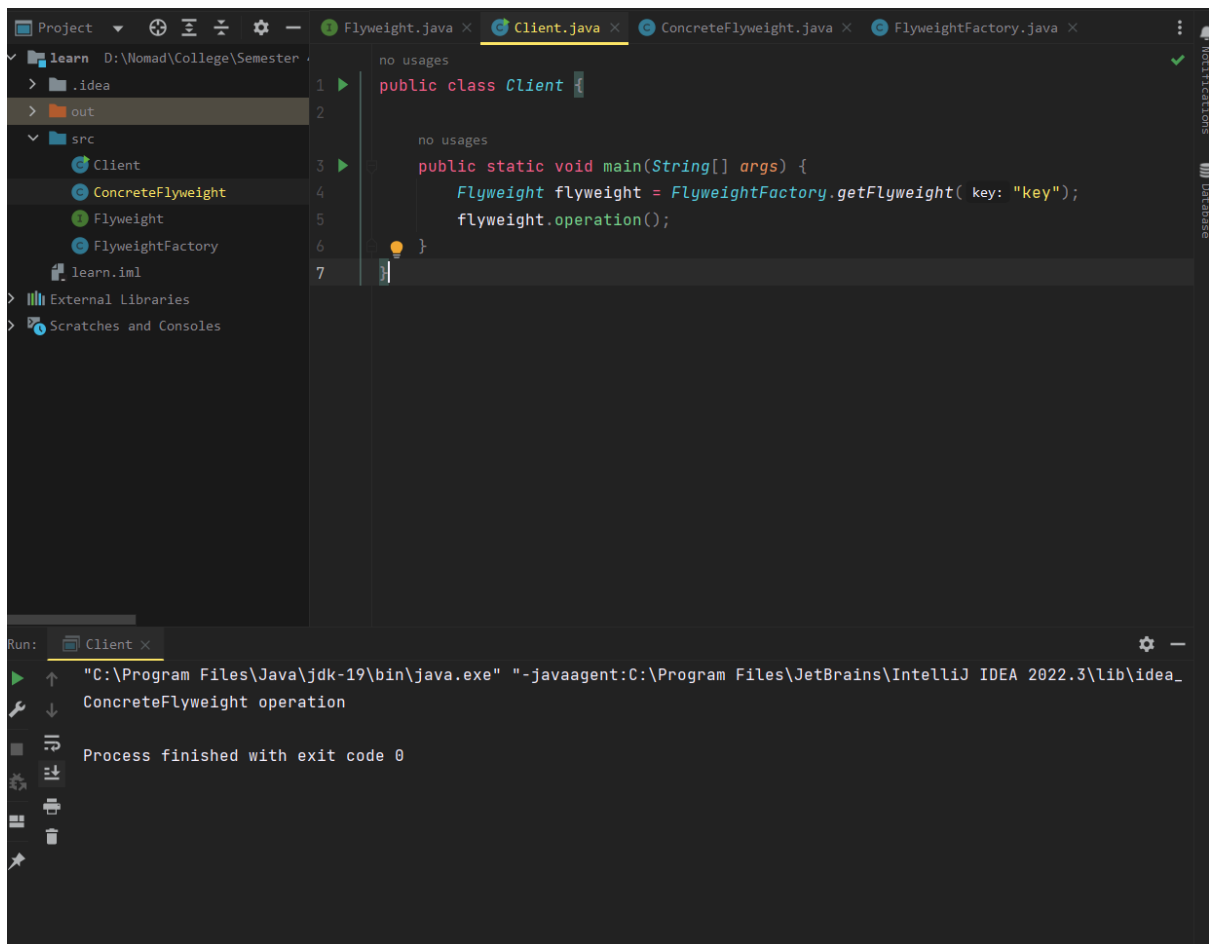 Project
Flyweight.java
Client.java
ConcreteFlyweight.java
FlyweightFactory.java
learn D:\Nomad\College\Semester
.idea
out
src
Client
ConcreteFlyweight
Flyweight
FlyweightFactory
learn.iml
External Libraries
Scratches and Consoles
no usages
1 public class Client {
2
no usages
3 public static void main(String[] args) {
4 Flyweight flyweight = FlyweightFactory.getFlyweight( key: "key");
5 flyweight.operation();
6 }
7 }
Notifications
Database
Run: Client
"C:\Program Files\Java\jdk-19\bin\java.exe" "-javaagent:C:\Program Files\JetBrains\IntelliJ IDEA 2022.3\lib\idea_
ConcreteFlyweight operation
Process finished with exit code 0